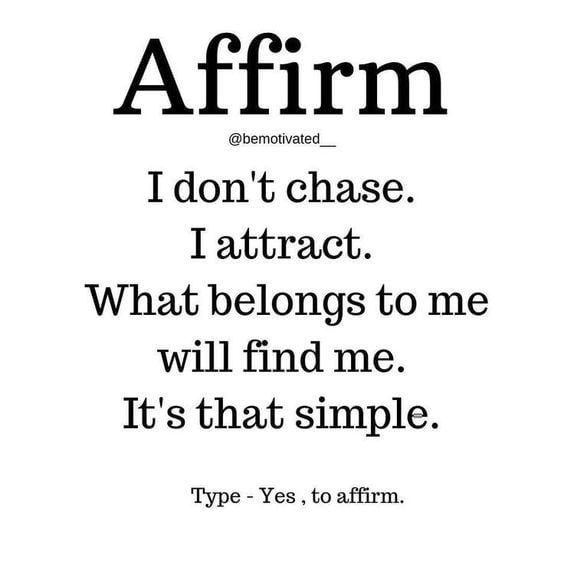 Affirm
@bemotivated__
I don't chase.
I attract.
What belongs to me
will find me.
It's that simple.
Type - Yes , to affirm.